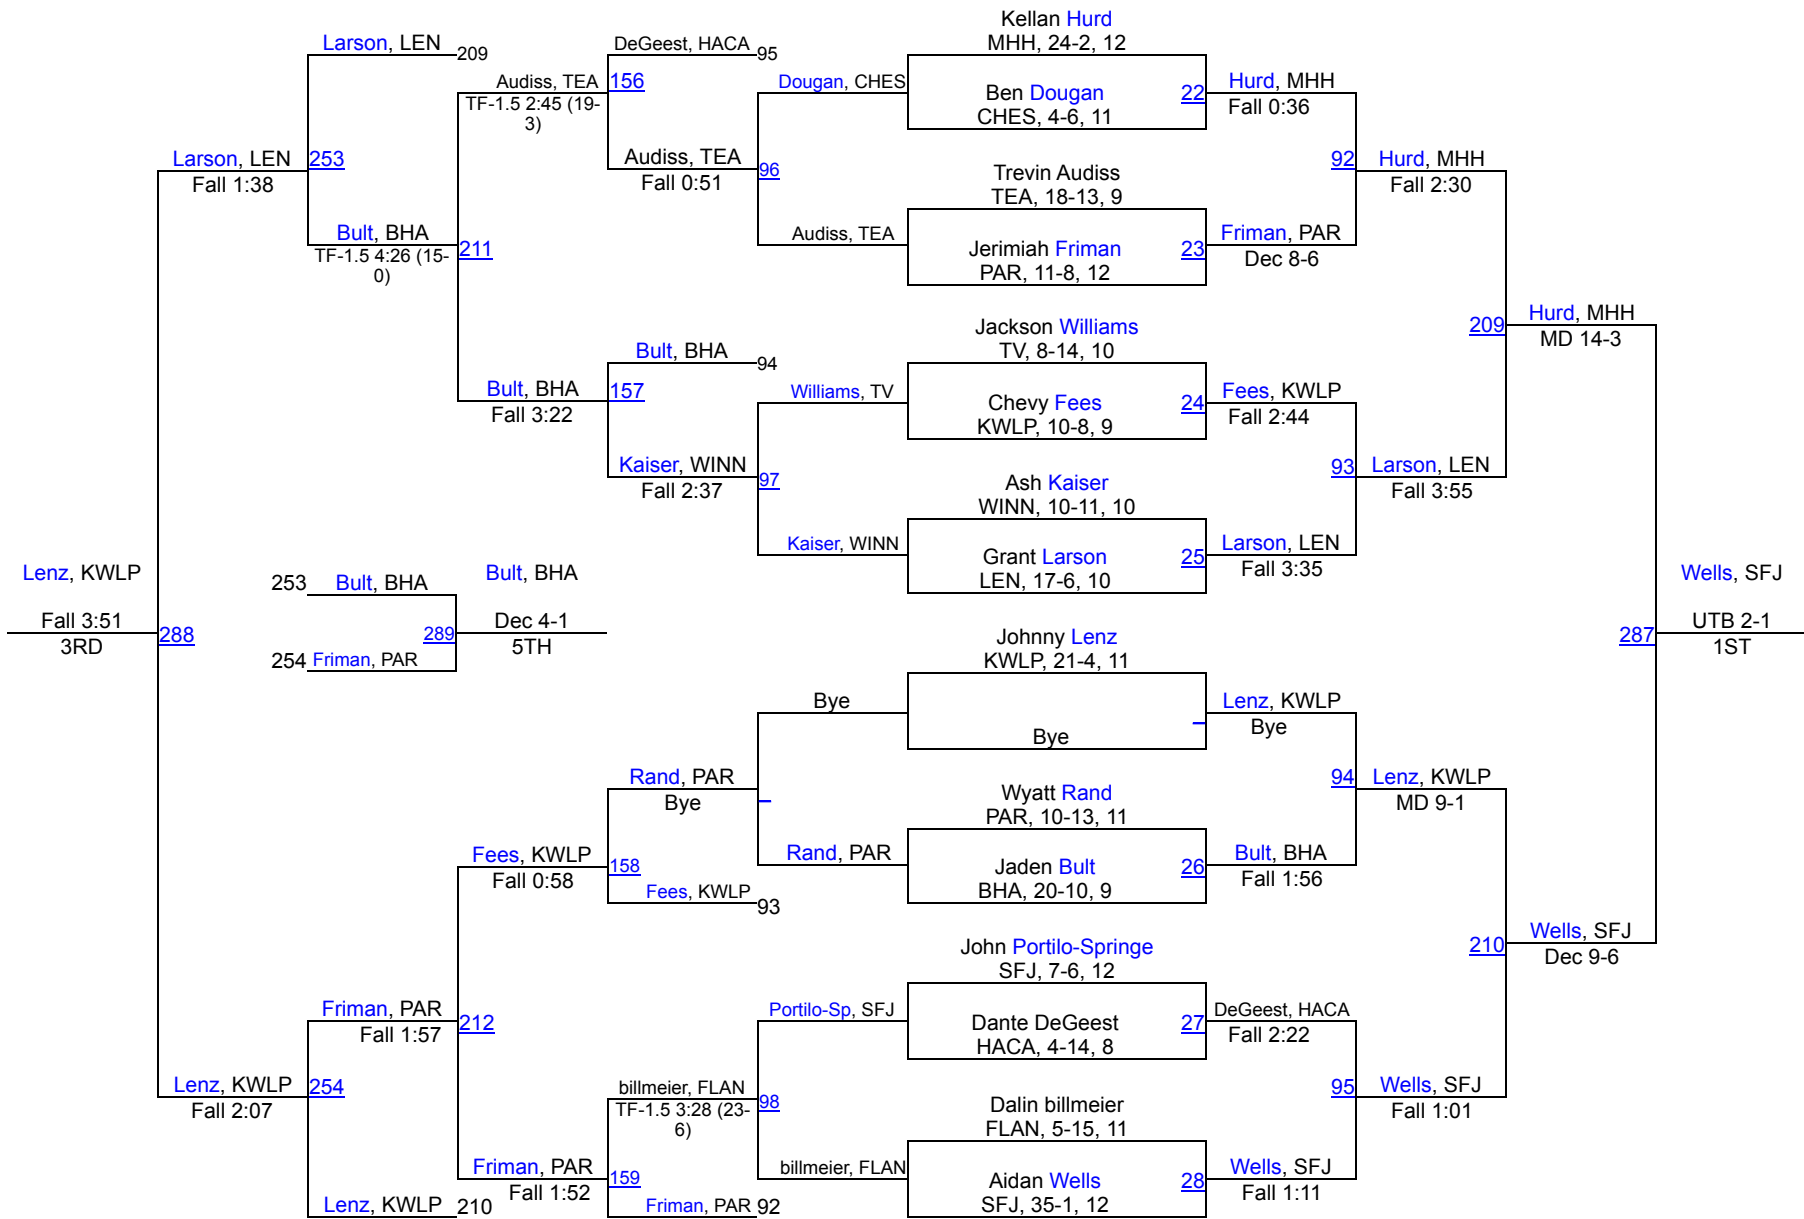 Kellan Hurd
MHH, 24-2, 12
Ben Dougan
CHES, 4-6, 11
22
Trevin Audiss
TEA, 18-13, 9
Jerimiah Friman
PAR, 11-8, 12
23
Jackson Williams
TV, 8-14, 10
Chevy Fees
KWLP, 10-8, 9
24
Ash Kaiser
WINN, 10-11, 10
Grant Larson
LEN, 17-6, 10
25
Johnny Lenz
KWLP, 21-4, 11
Bye
Wyatt Rand
PAR, 10-13, 11
Jaden Bult
BHA, 20-10, 9
26
John Portilo-Springe
SFJ, 7-6, 12
Dante DeGeest
HACA, 4-14, 8
27
Dalin billmeier
FLAN, 5-15, 11
Aidan Wells
SFJ, 35-1, 12
28
Hurd, MHH
Fall 0:36
Friman, PAR
Dec 8-6
Fees, KWLP
Fall 2:44
Larson, LEN
Fall 3:35
Lenz, KWLP
Bye
Bult, BHA
Fall 1:56
DeGeest, HACA
Fall 2:22
Wells, SFJ
Fall 1:11
92
Hurd, MHH
Fall 2:30
93
Larson, LEN
Fall 3:55
94
Lenz, KWLP
MD 9-1
95
Wells, SFJ
Fall 1:01
209
Hurd, MHH
MD 14-3
210
Wells, SFJ
Dec 9-6
287
Wells, SFJ
UTB 2-1
1ST
Dougan, CHES
Audiss, TEA
Williams, TV
Kaiser, WINN
Bye
Rand, PAR
Portilo-Sp, SFJ
billmeier, FLAN
DeGeest, HACA
95
Audiss, TEA
Fall 0:51
96
Bult, BHA
94
Kaiser, WINN
Fall 2:37
97
Rand, PAR
Bye
Fees, KWLP
93
billmeier, FLAN
TF-1.5 3:28 (23-
6)
98
Friman, PAR
92
Audiss, TEA
TF-1.5 2:45 (19-
3)
156
Bult, BHA
Fall 3:22
157
Fees, KWLP
Fall 0:58
158
Friman, PAR
Fall 1:52
159
Larson, LEN
209
Bult, BHA
TF-1.5 4:26 (15-
0)
211
Friman, PAR
Fall 1:57
212
Lenz, KWLP
210
Larson, LEN
Fall 1:38
253
Lenz, KWLP
Fall 2:07
254
Lenz, KWLP
Fall 3:51
3RD
288
253
Bult, BHA
254
Friman, PAR
289
Bult, BHA
Dec 4-1
5TH